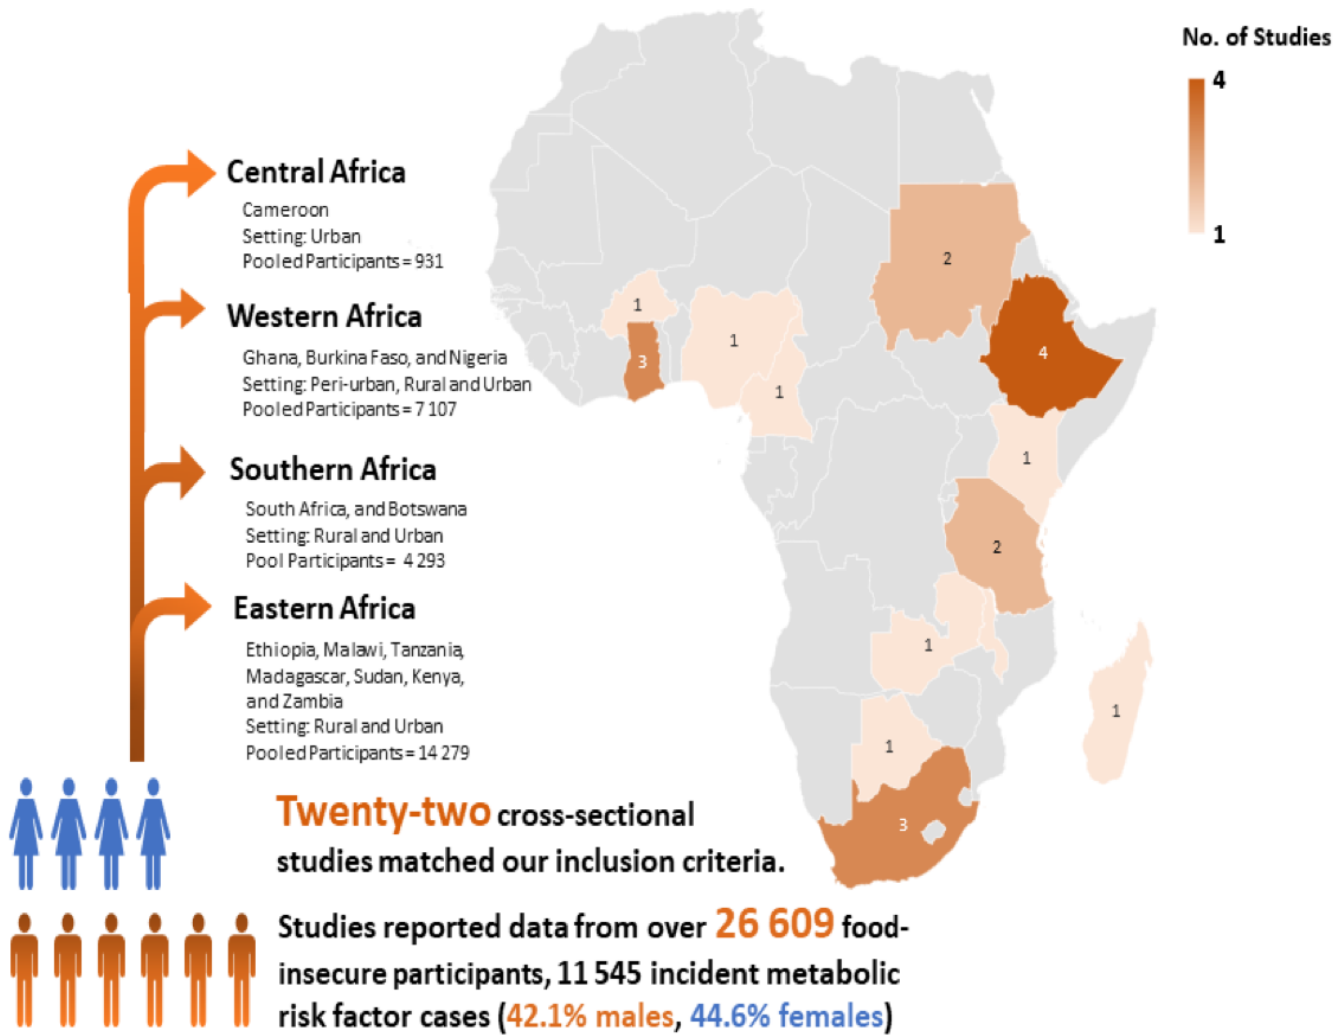 No. of Studies
4
1
Central Africa
Cameroon
Setting: Urban
Pooled Participants = 931
Western Africa
Ghana, Burkina Faso, and Nigeria
Setting: Peri-urban, Rural and Urban
Pooled Participants = 7 107
Southern Africa
South Africa, and Botswana
Setting: Rural and Urban
Pool Participants = 4 293
Eastern Africa
Ethiopia, Malawi, Tanzania,
Madagascar, Sudan, Kenya,
and Zambia
Setting: Rural and Urban
Pooled Participants = 14 279
2
1
1
4
3
1
1
2
1
1
1
3
Twenty-two cross-sectional
studies matched our inclusion criteria.
Studies reported data from over 26 609 food-
insecure participants, 11 545 incident metabolic
risk factor cases (42.1% males, 44.6% females)